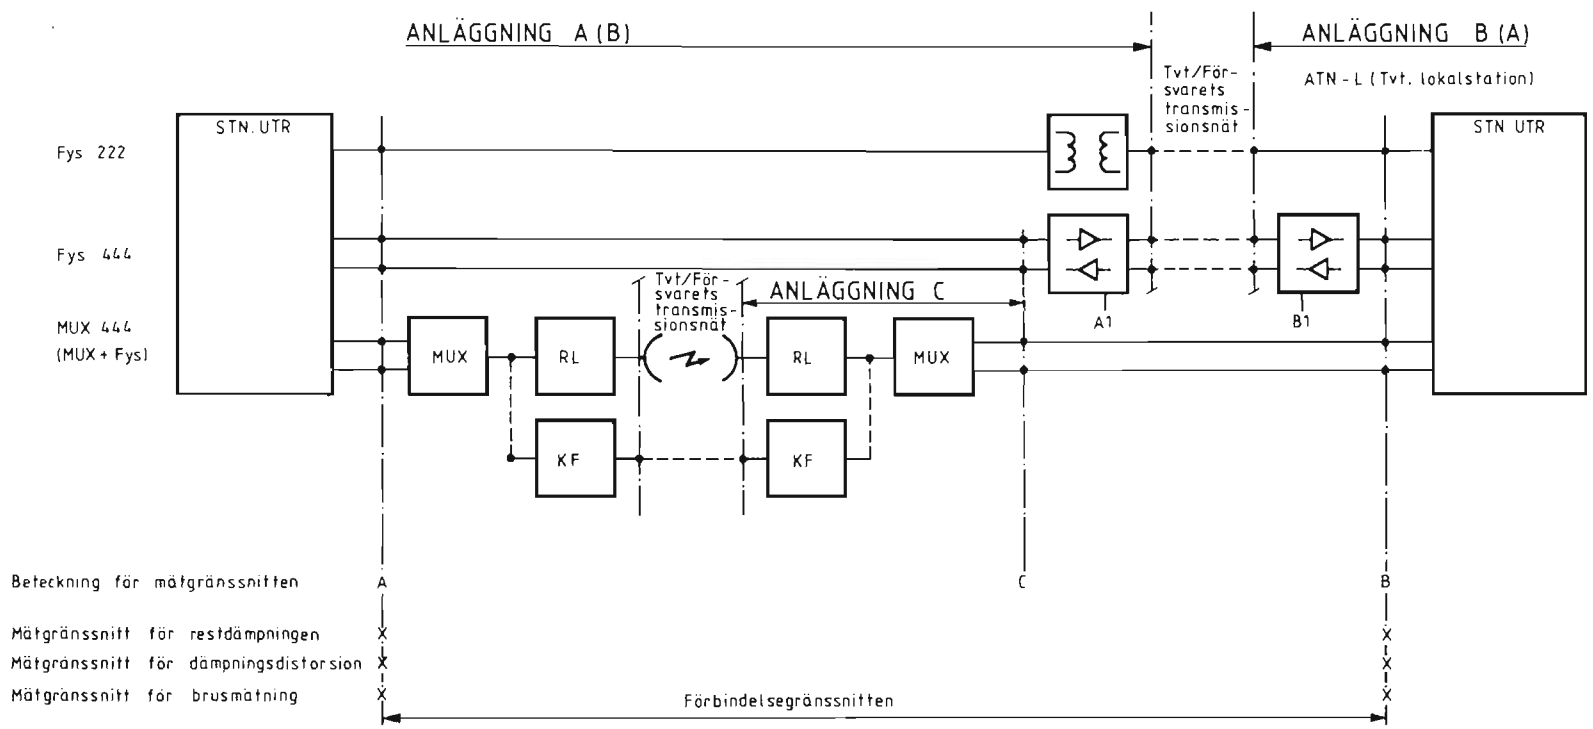 ANLÄGGNING A (B)
ANLÄGGNING B (A)
Tvt/För-
svarets
transmis-
sionsnät
ATN-L (Tvt. lokalstation)
STN. UTR
STN UTR
Fys 222
Fys 444
A1
B1
Tvt/För-
svarets
transmis-
sionsnät
ANLÄGGNING C
MUX 444
(MUX + Fys)
MUX
RL
RL
MUX
KF
KF
Beteckning för mätgränssnitten A C B
Mätgränssnitt för restdämpningen X X
Mätgränssnitt för dämpningsdistorsion X X
Mätgränssnitt för brusmätning X X
Förbindelsegränssnitten